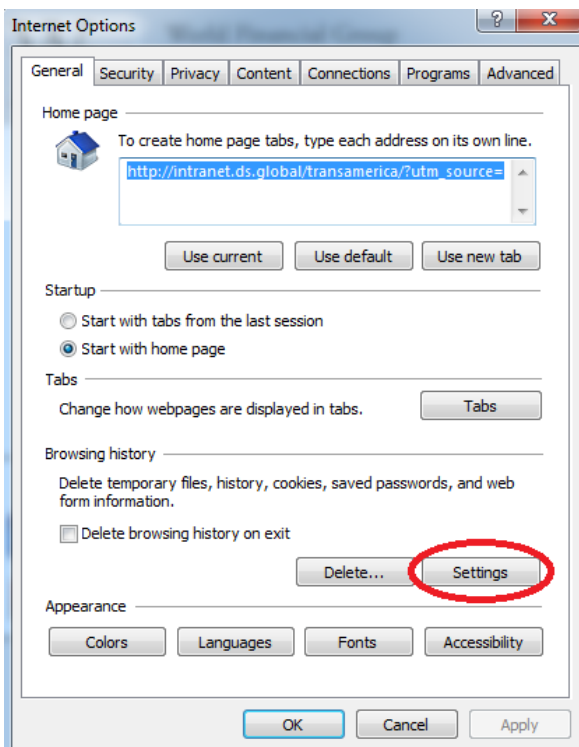 Internet Options
World Financial Group
General Security Privacy Content Connections Programs Advanced
Home page
To create home page tabs, type each address on its own line.
http://intranet.ds.global/transamerica/?utm_source=
Use current Use default Use new tab
Startup
Start with tabs from the last session
Start with home page
Tabs
Change how webpages are displayed in tabs.
Tabs
Browsing history
Delete temporary files, history, cookies, saved passwords, and web
form information.
Delete browsing history on exit
Delete... Settings
Appearance
Colors Languages Fonts Accessibility
OK Cancel Apply